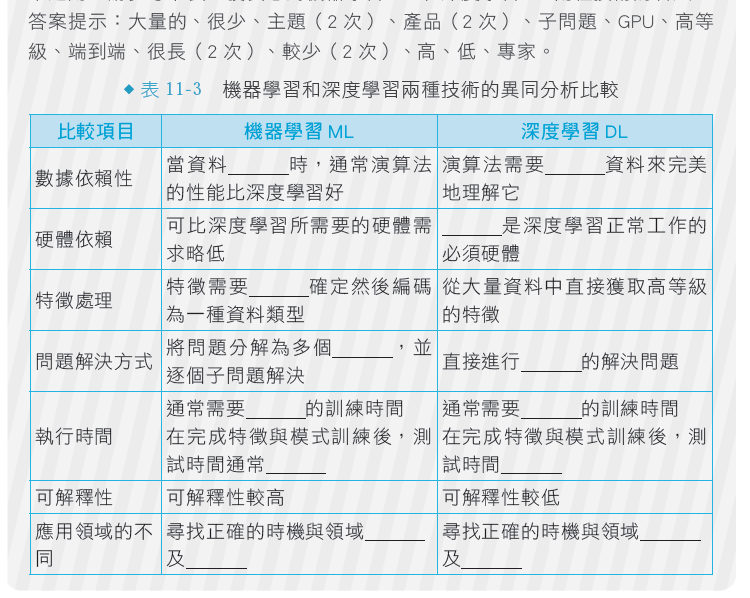 答案提示：大量的、很少、主題（2 次）、產品（2 次）、子問題、GPU、高等
級、端到端、很長（2 次）、較少（2 次）、高、低、專家。
◆ 表 11-3　機器學習和深度學習兩種技術的異同分析比較
比較項目　機器學習 ML　深度學習 DL
數據依賴性
當資料______時，通常演算法
的性能比深度學習好
演算法需要______資料來完美
地理解它
硬體依賴
可比深度學習所需要的硬體需
求略低
______是深度學習正常工作的
必須硬體
特徵處理
特徵需要______確定然後編碼
為一種資料類型
從大量資料中直接獲取高等級
的特徵
問題解決方式
將問題分解為多個______，並
逐個子問題解決
直接進行______的解決問題
執行時間
通常需要______的訓練時間
在完成特徵與模式訓練後，測
試時間通常______
通常需要______的訓練時間
在完成特徵與模式訓練後，測
試時間______
可解釋性
可解釋性較高
可解釋性較低
應用領域的不
同
尋找正確的時機與領域______
及______
尋找正確的時機與領域______
及______